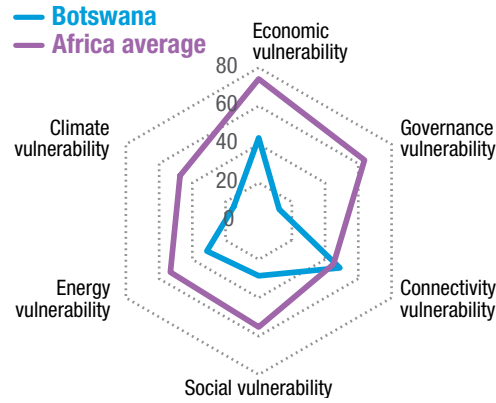 Botswana
Africa average
Economic
vulnerability
80
60
40
20
0
Climate
vulnerability
Governance
vulnerability
Energy
vulnerability
Connectivity
vulnerability
Social vulnerability